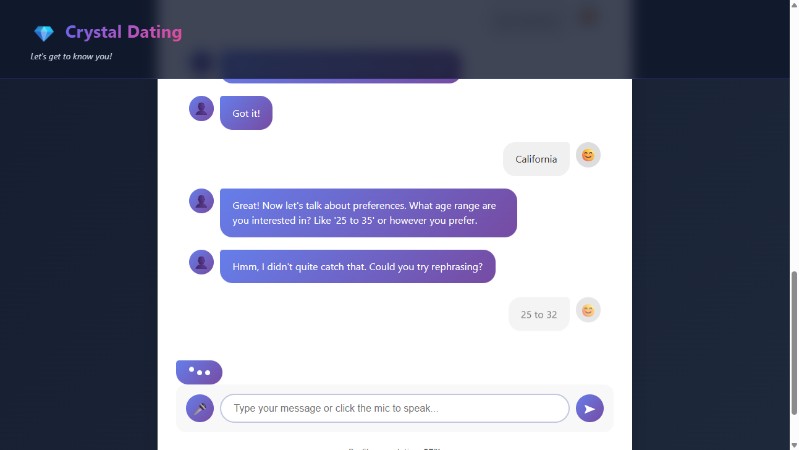 Crystal Dating
Let's get to know you!
Got it!
California
Great! Now let's talk about preferences. What age range are
you interested in? Like '25 to 35' or however you prefer.
Hmm, I didn't quite catch that. Could you try rephrasing?
25 to 32
Type your message or click the mic to speak...